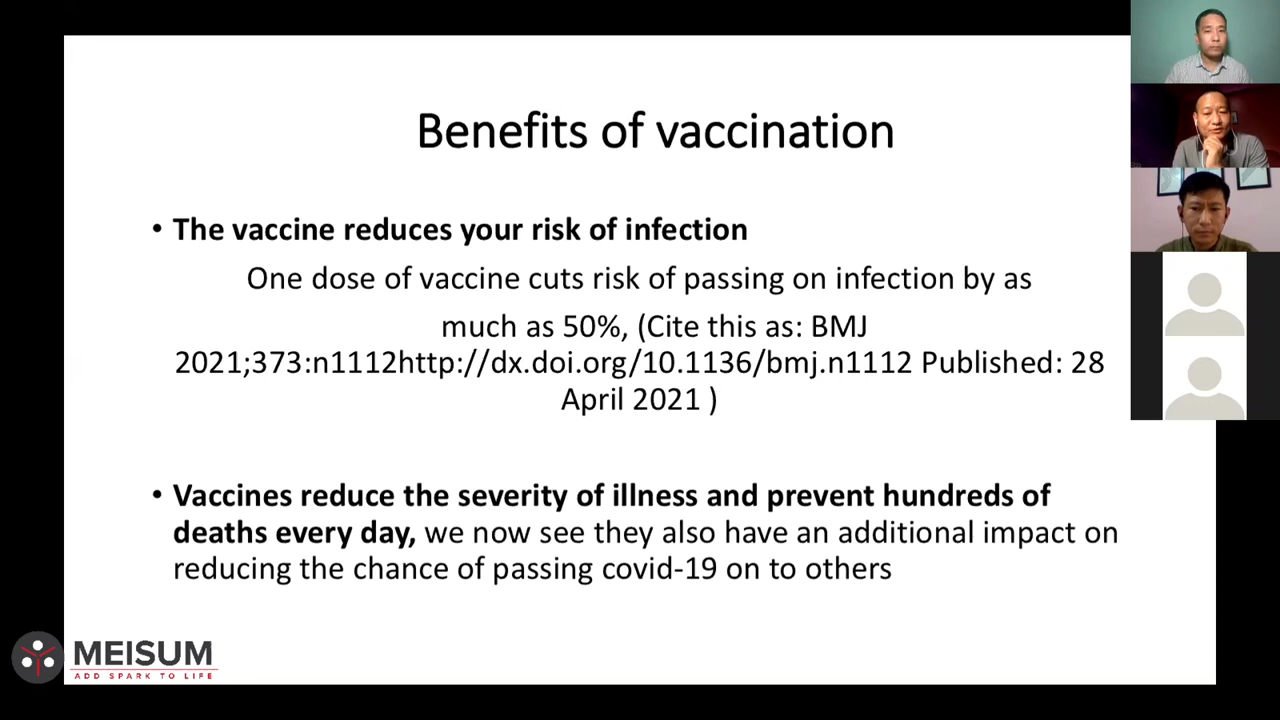 Benefits of vaccination
• The vaccine reduces your risk of infection
One dose of vaccine cuts risk of passing on infection by as
much as 50%, (Cite this as: BMJ
2021;373:n1112http://dx.doi.org/10.1136/bmj.n1112 Published: 28
April 2021 )
• Vaccines reduce the severity of illness and prevent hundreds of
deaths every day, we now see they also have an additional impact on
reducing the chance of passing covid-19 on to others
MEISUM
ADD SPARK TO LIFE